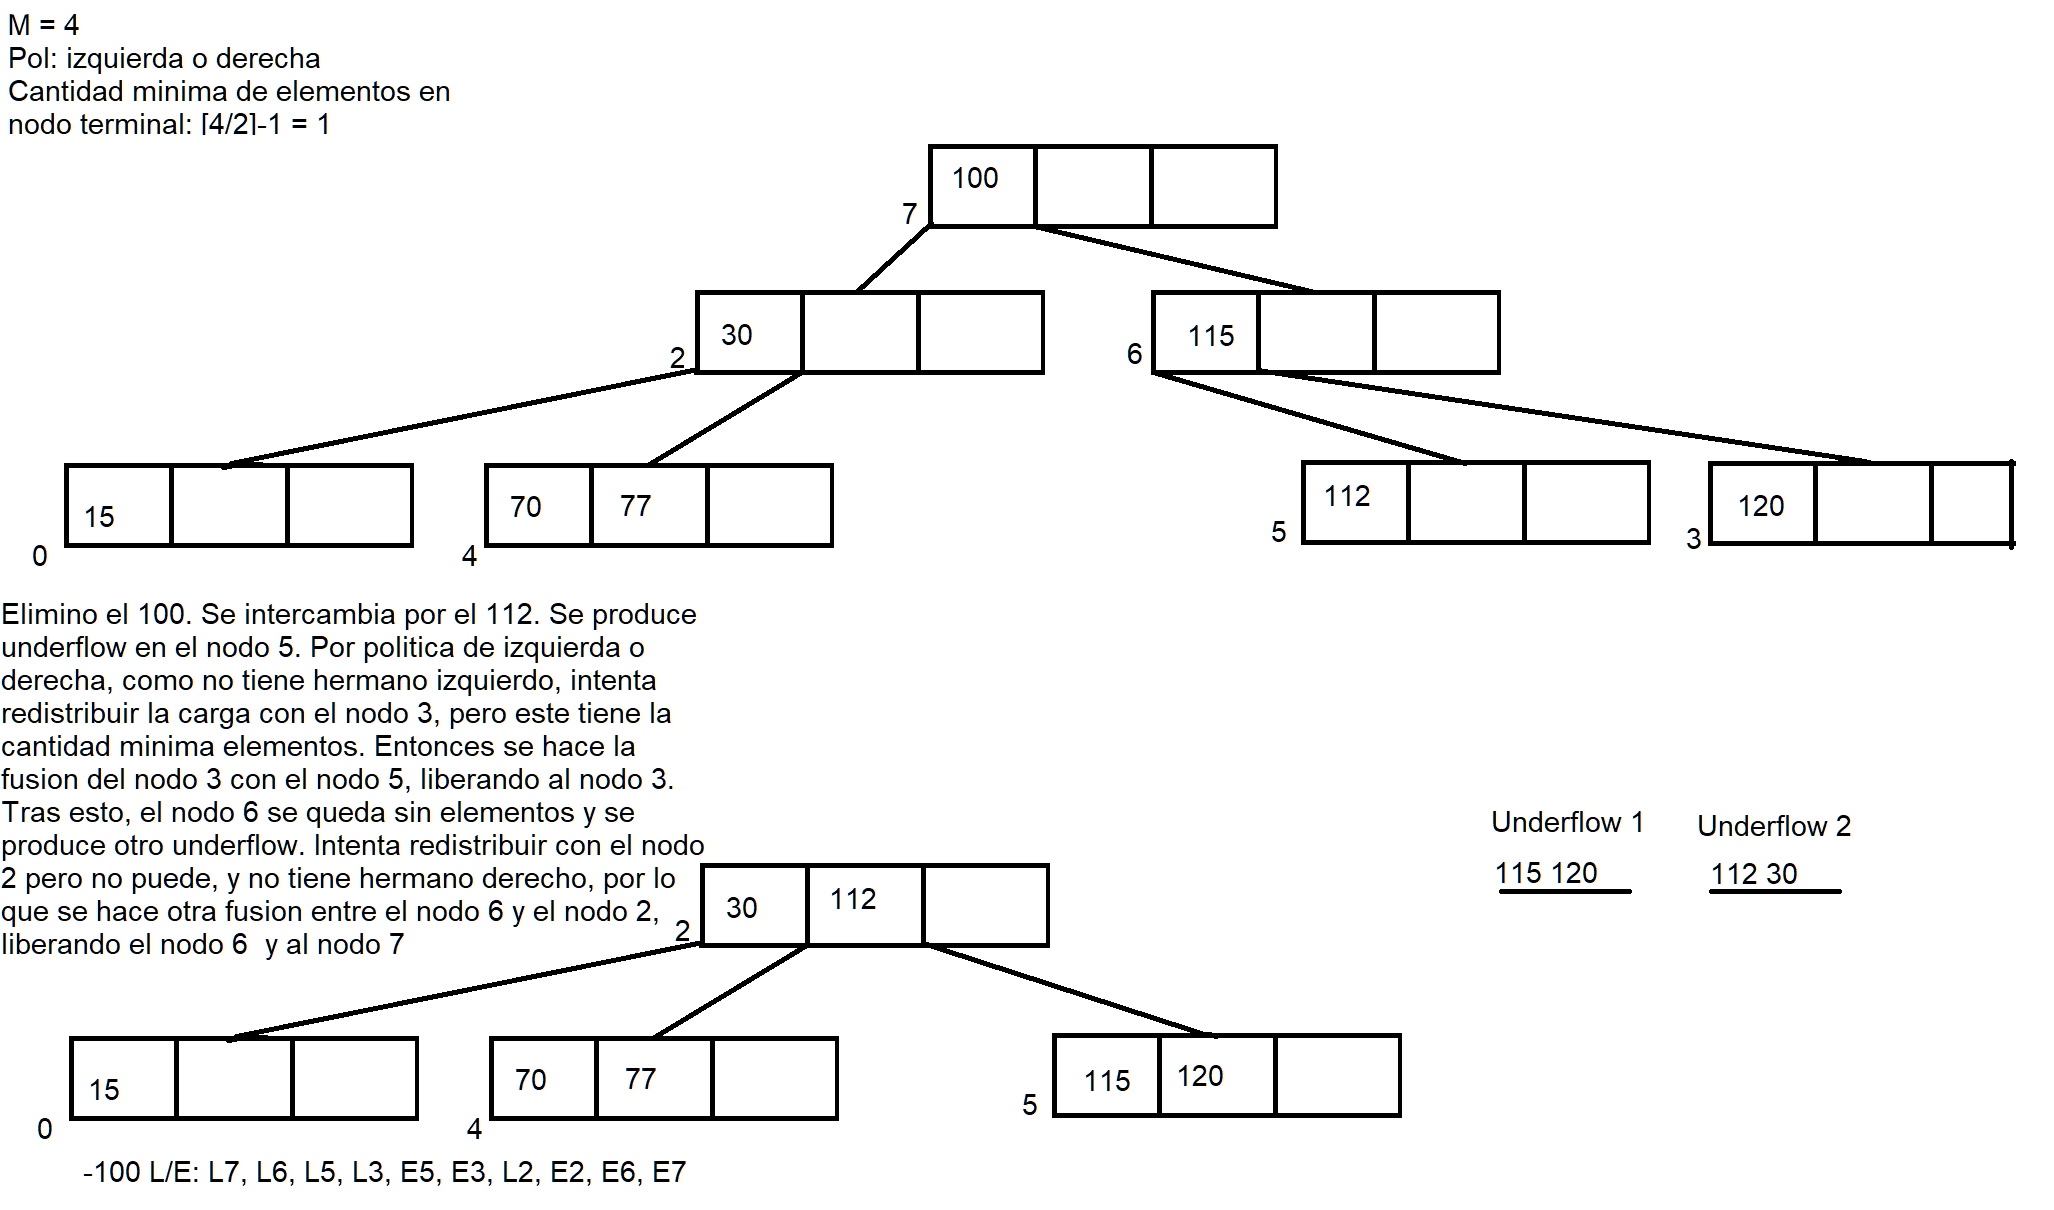 M = 4
Pol: izquierda o derecha
Cantidad minima de elementos en
nodo terminal: [4/2]-1 = 1
100
7
30
2
115
6
15
0
70 77
4
112
5
120
3
Elimino el 100. Se intercambia por el 112. Se produce
underflow en el nodo 5. Por politica de izquierda o
derecha, como no tiene hermano izquierdo, intenta
redistribuir la carga con el nodo 3, pero este tiene la
cantidad minima elementos. Entonces se hace la
fusion del nodo 3 con el nodo 5, liberando al nodo 3.
Tras esto, el nodo 6 se queda sin elementos y se
produce otro underflow. Intenta redistribuir con el nodo
2 pero no puede, y no tiene hermano derecho, por lo
que se hace otra fusion entre el nodo 6 y el nodo 2,
liberando el nodo 6 y al nodo 7
Underflow 1
115 120
Underflow 2
112 30
30 112
2
15
0
70 77
4
115 120
5
-100 L/E: L7, L6, L5, L3, E5, E3, L2, E2, E6, E7